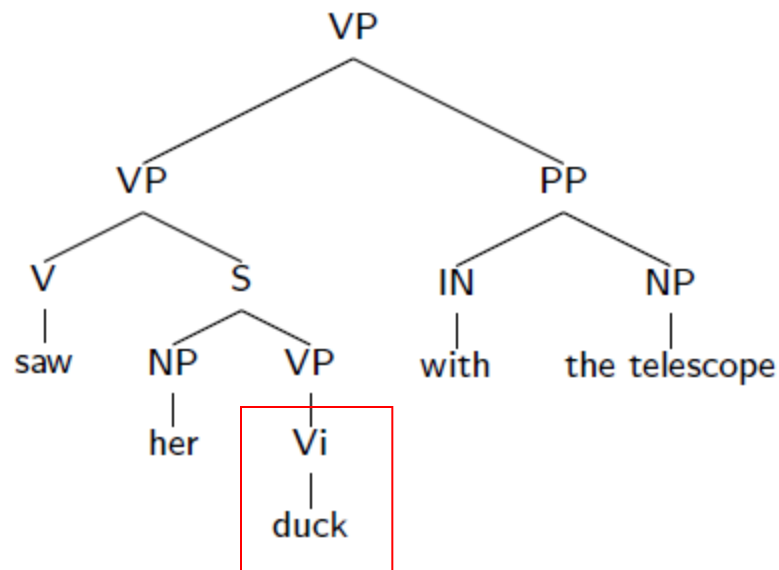 VP
VP PP
V S IN NP
saw NP VP with the telescope
her Vi
duck